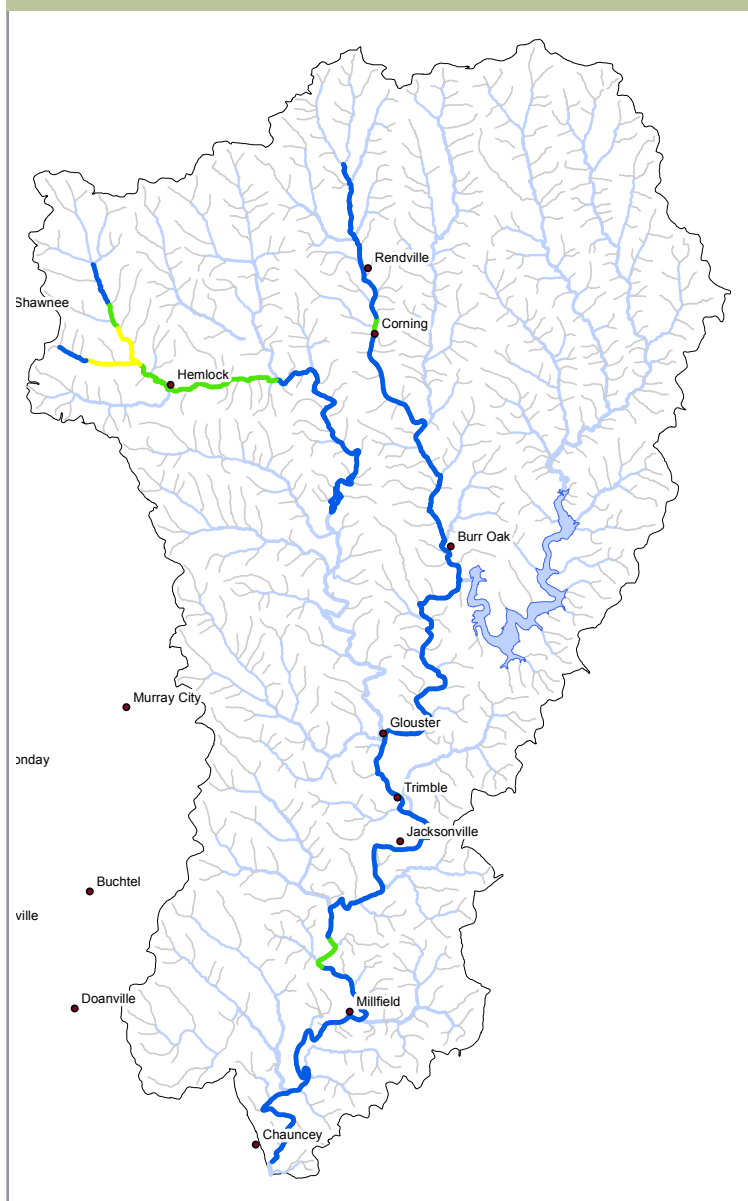 Rendville
Shawnee
Corning
Hemlock
Burr Oak
Murray City
Glouster
onday
Trimble
Jacksonville
Buchtel
ville
Doanville
Millfield
Chauncey